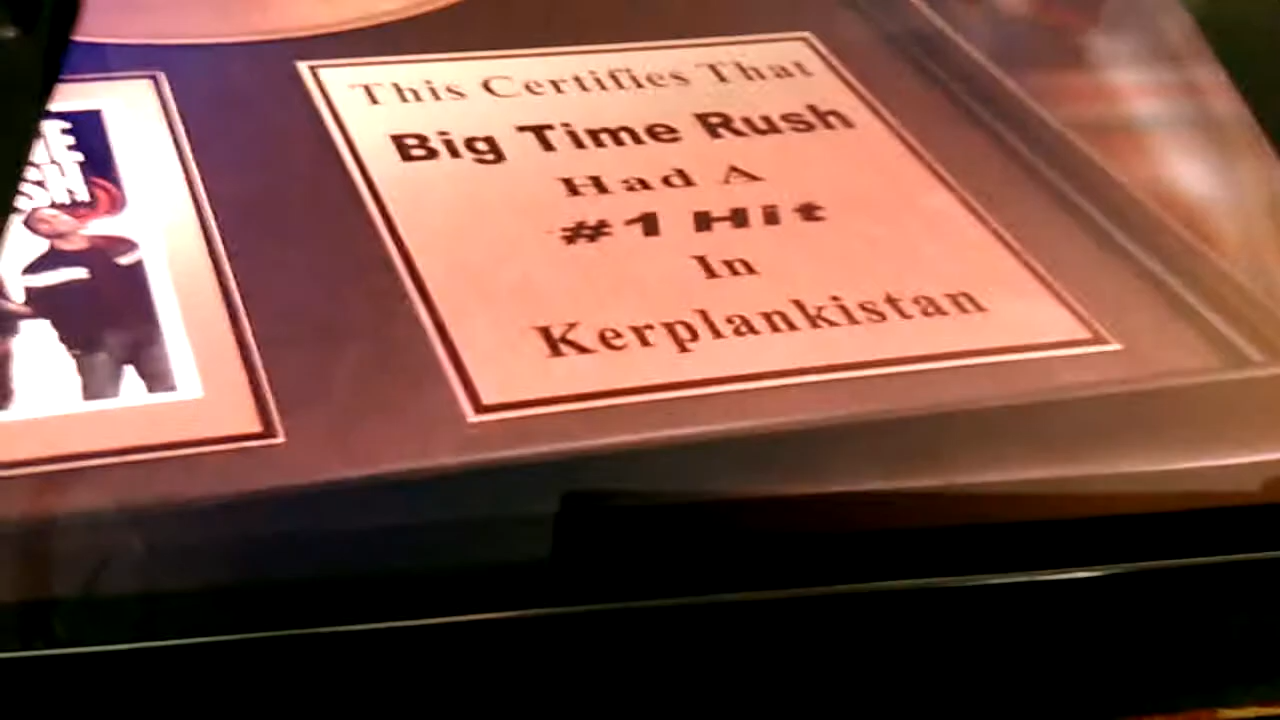 This Certifies That
Big Time Rush
Had A
#1 Hit
In
Kerplankistan